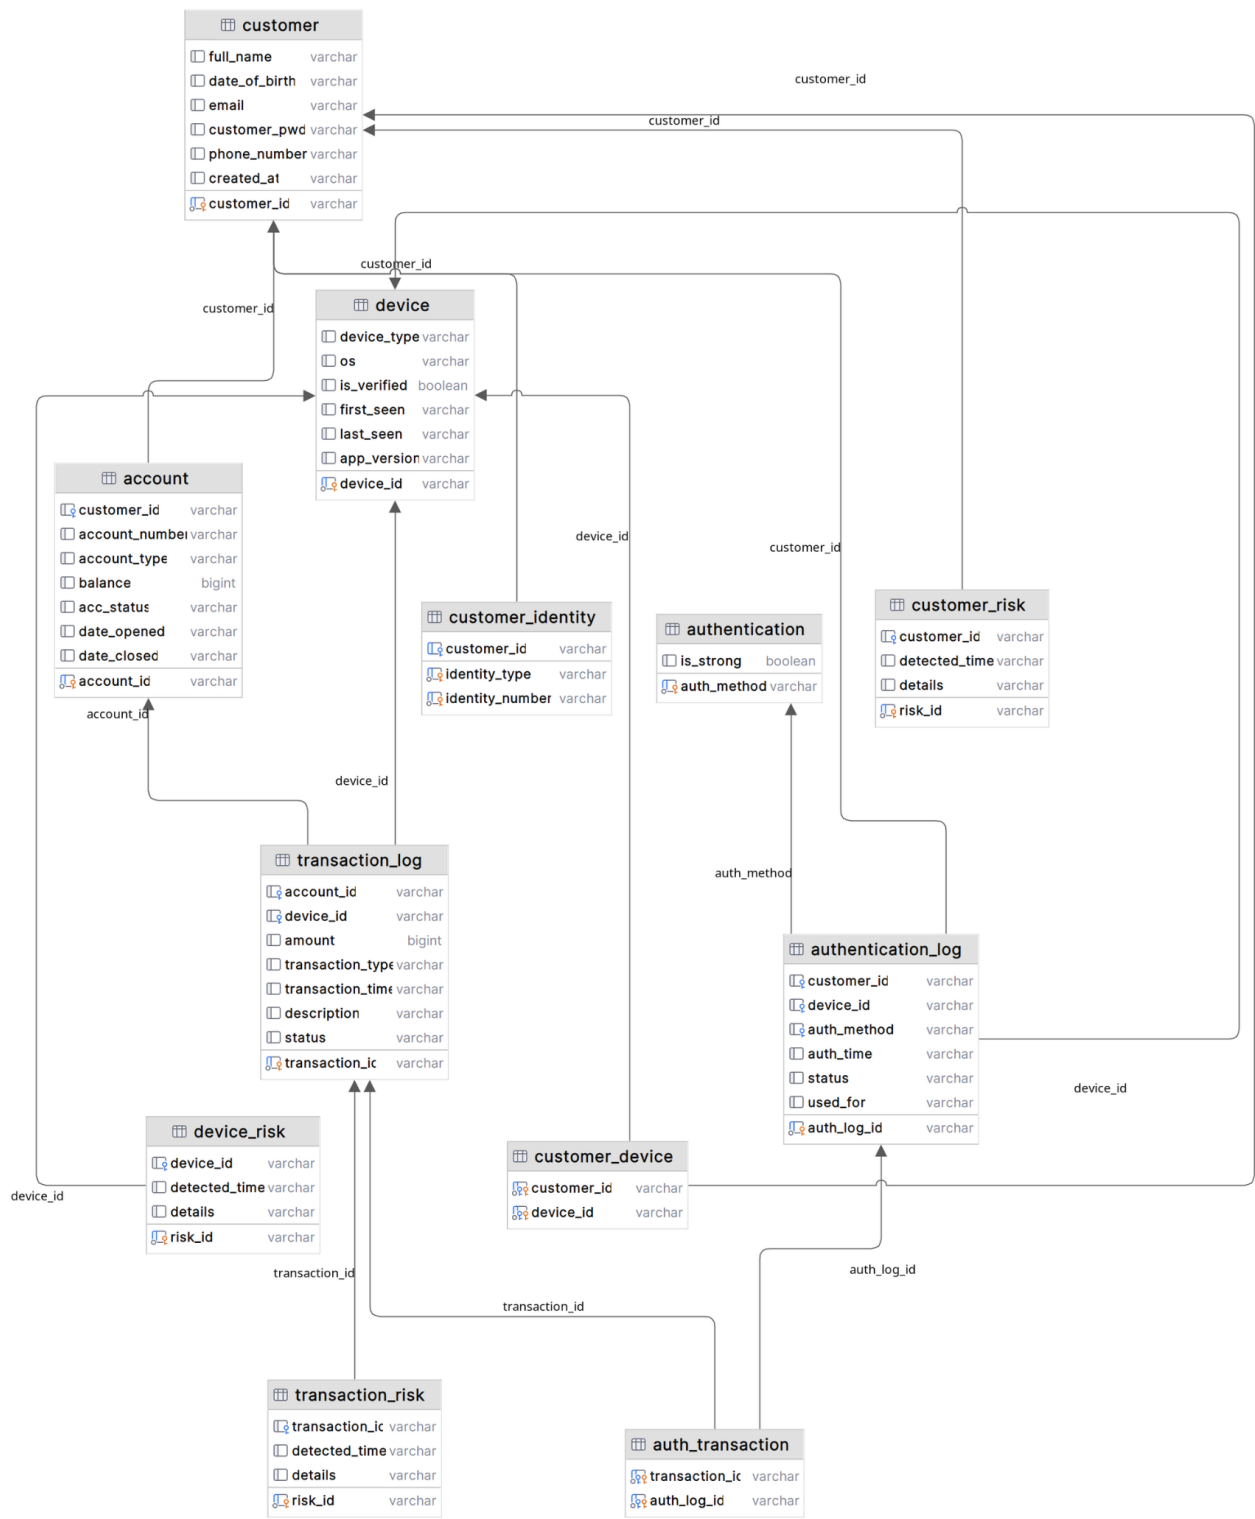 customer
full_name varchar
date_of_birth varchar
email varchar
customer_pwd varchar
phone_number varchar
created_at varchar
customer_id varchar
customer_id
customer_id
customer_id
customer_id
device
device_type varchar
os varchar
is_verified boolean
first_seen varchar
last_seen varchar
app_version varchar
device_id varchar
account
customer_id varchar
account_number varchar
account_type varchar
balance bigint
acc_status varchar
date_opened varchar
date_closed varchar
account_id varchar
device_id
customer_id
customer_identity
customer_id varchar
identity_type varchar
identity_number varchar
authentication
is_strong boolean
auth_method varchar
customer_risk
customer_id varchar
detected_time varchar
details varchar
risk_id varchar
account_id
device_id
auth_method
transaction_log
account_id varchar
device_id varchar
amount bigint
transaction_type varchar
transaction_time varchar
description varchar
status varchar
transaction_id varchar
authentication_log
customer_id varchar
device_id varchar
auth_method varchar
auth_time varchar
status varchar
used_for varchar
auth_log_id varchar
device_id
device_risk
device_id varchar
detected_time varchar
details varchar
risk_id varchar
device_id
customer_device
customer_id varchar
device_id varchar
transaction_id
transaction_id
auth_log_id
transaction_risk
transaction_id varchar
detected_time varchar
details varchar
risk_id varchar
auth_transaction
transaction_id varchar
auth_log_id varchar